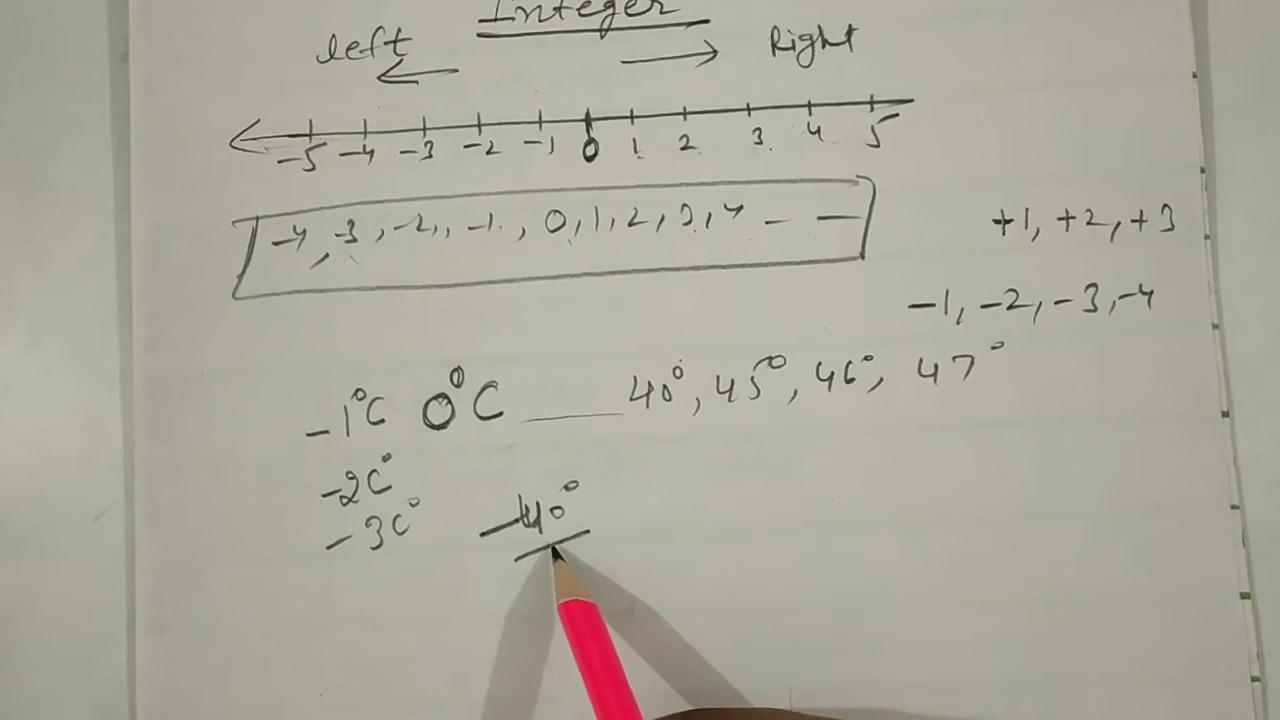 Integer
left ← → Right
-5 -4 -3 -2 -1 0 1 2 3 4 5
-4, -3, -2, -1, 0, 1, 2, 3, 4 - —
+1, +2, +3
-1, -2, -3, -4
-1°C 0°C ___ 40°, 45°, 46°, 47°
-2C°
-3C° -40°